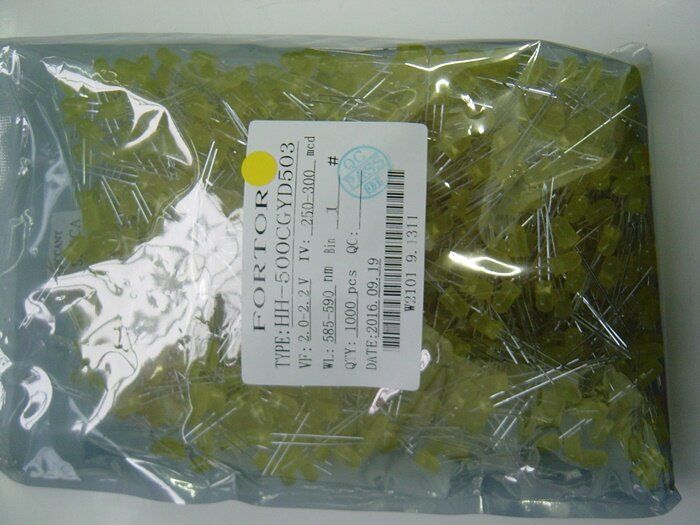 FORTOR
TYPE: HH-500CGYD503
VF: 2.0-2.2 V IV: 250-300 mcd
WL: 585-590 nm Bin 1 #
QTY: 1000 pcs QC:
DATE: 2016.09.19
W2101 9.1311
QC